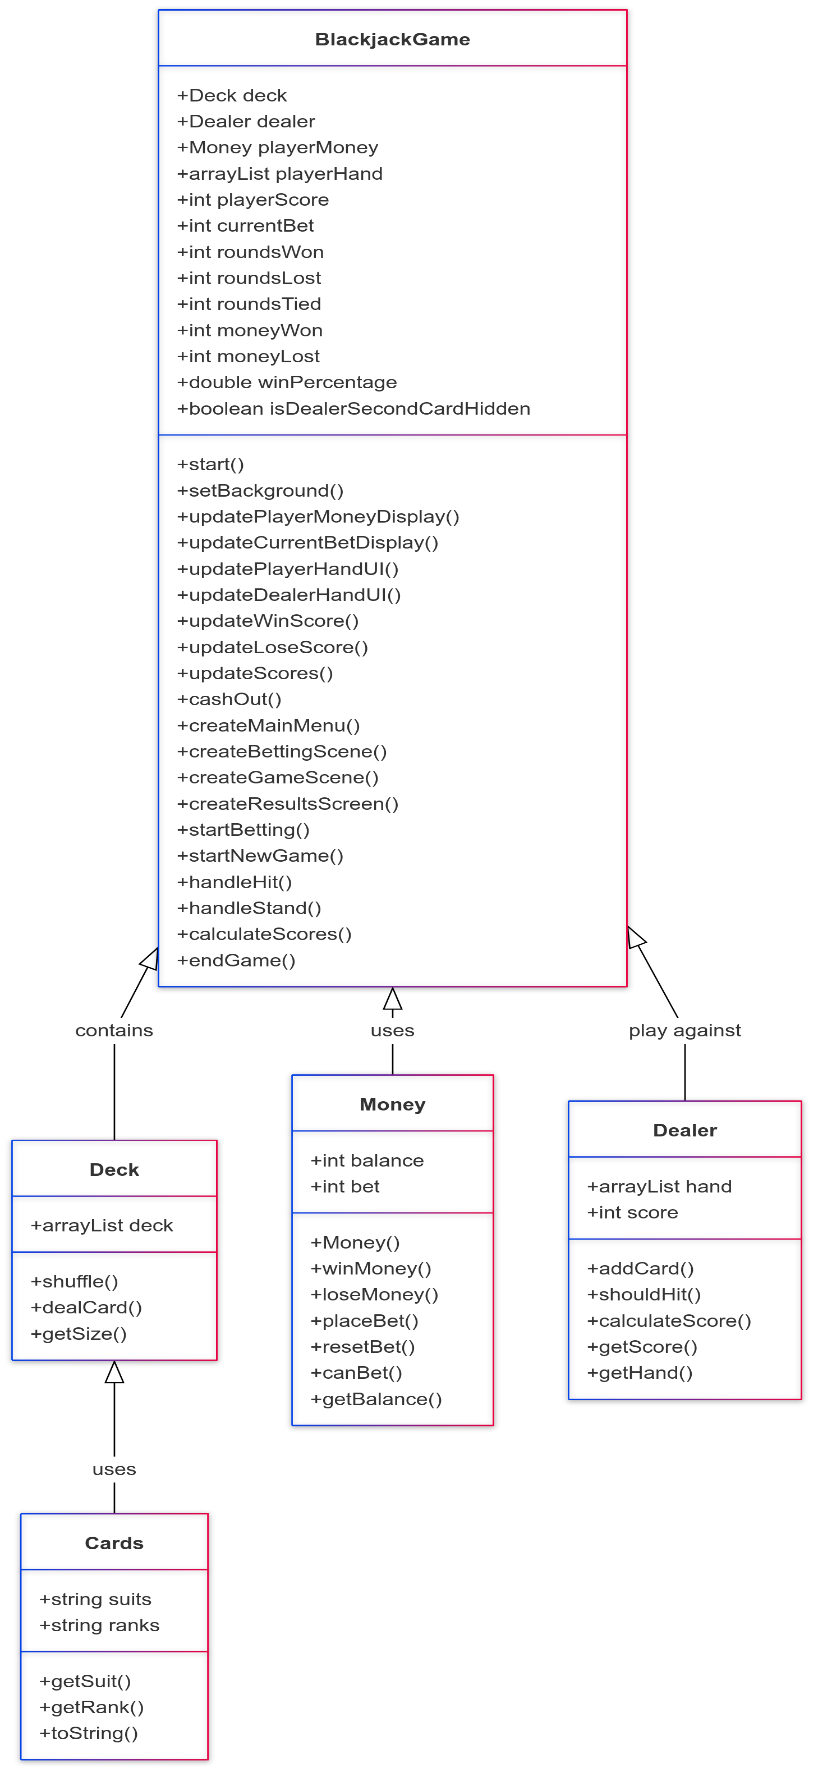 BlackjackGame
+Deck deck
+Dealer dealer
+Money playerMoney
+arrayList playerHand
+int playerScore
+int currentBet
+int roundsWon
+int roundsLost
+int roundsTied
+int moneyWon
+int moneyLost
+double winPercentage
+boolean isDealerSecondCardHidden
+start()
+setBackground()
+updatePlayerMoneyDisplay()
+updateCurrentBetDisplay()
+updatePlayerHandUI()
+updateDealerHandUI()
+updateWinScore()
+updateLoseScore()
+updateScores()
+cashOut()
+createMainMenu()
+createBettingScene()
+createGameScene()
+createResultsScreen()
+startBetting()
+startNewGame()
+handleHit()
+handleStand()
+calculateScores()
+endGame()
contains
uses
play against
Deck
+arrayList deck
+shuffle()
+dealCard()
+getSize()
Money
+int balance
+int bet
+Money()
+winMoney()
+loseMoney()
+placeBet()
+resetBet()
+canBet()
+getBalance()
Dealer
+arrayList hand
+int score
+addCard()
+shouldHit()
+calculateScore()
+getScore()
+getHand()
uses
Cards
+string suits
+string ranks
+getSuit()
+getRank()
+toString()